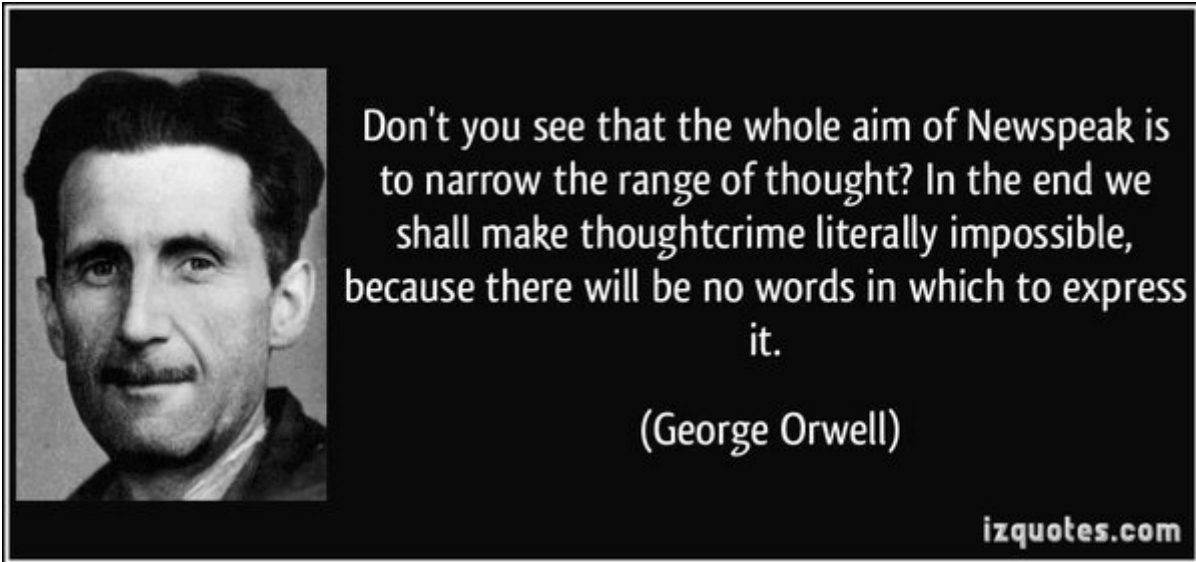 Don't you see that the whole aim of Newspeak is
to narrow the range of thought? In the end we
shall make thoughtcrime literally impossible,
because there will be no words in which to express
it.
(George Orwell)
izquotes.com